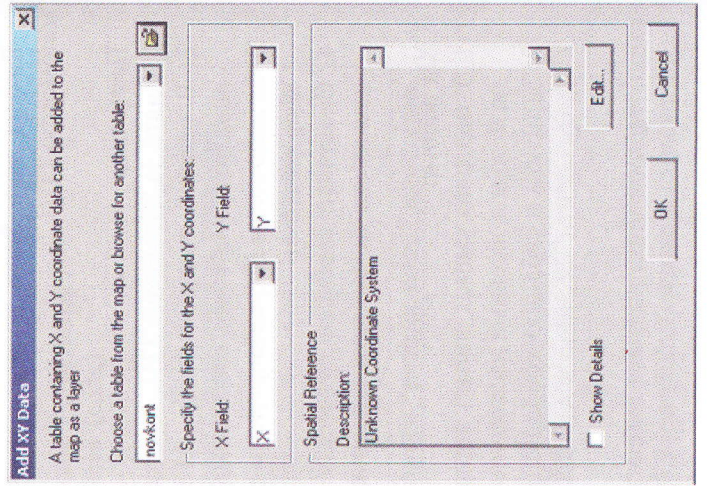 Add XY Data
A table containing X and Y coordinate data can be added to the
map as a layer
Choose a table from the map or browse for another table:
novKont
Specify the fields for the X and Y coordinates:
X Field: Y Field:
X Y
Spatial Reference
Description:
Unknown Coordinate System
Show Details Edit...
OK Cancel